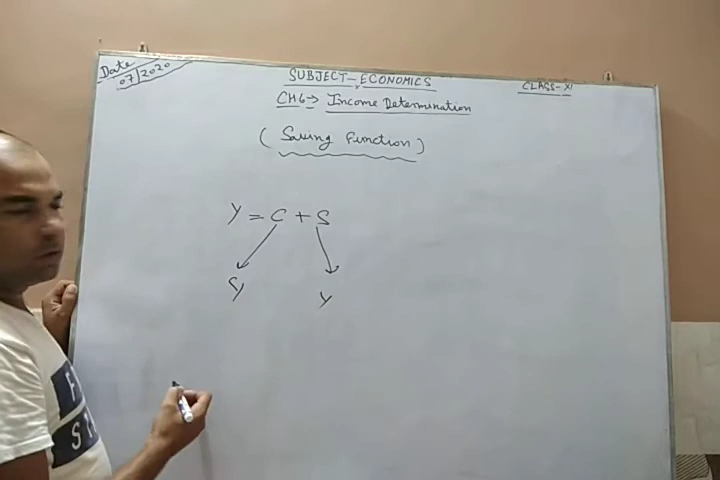 Date
07/2020
SUBJECT-ECONOMICS
CLASS-XI
CH6-> Income Determination
(Saving Function)
Y = C + S
Y
Y
F
S